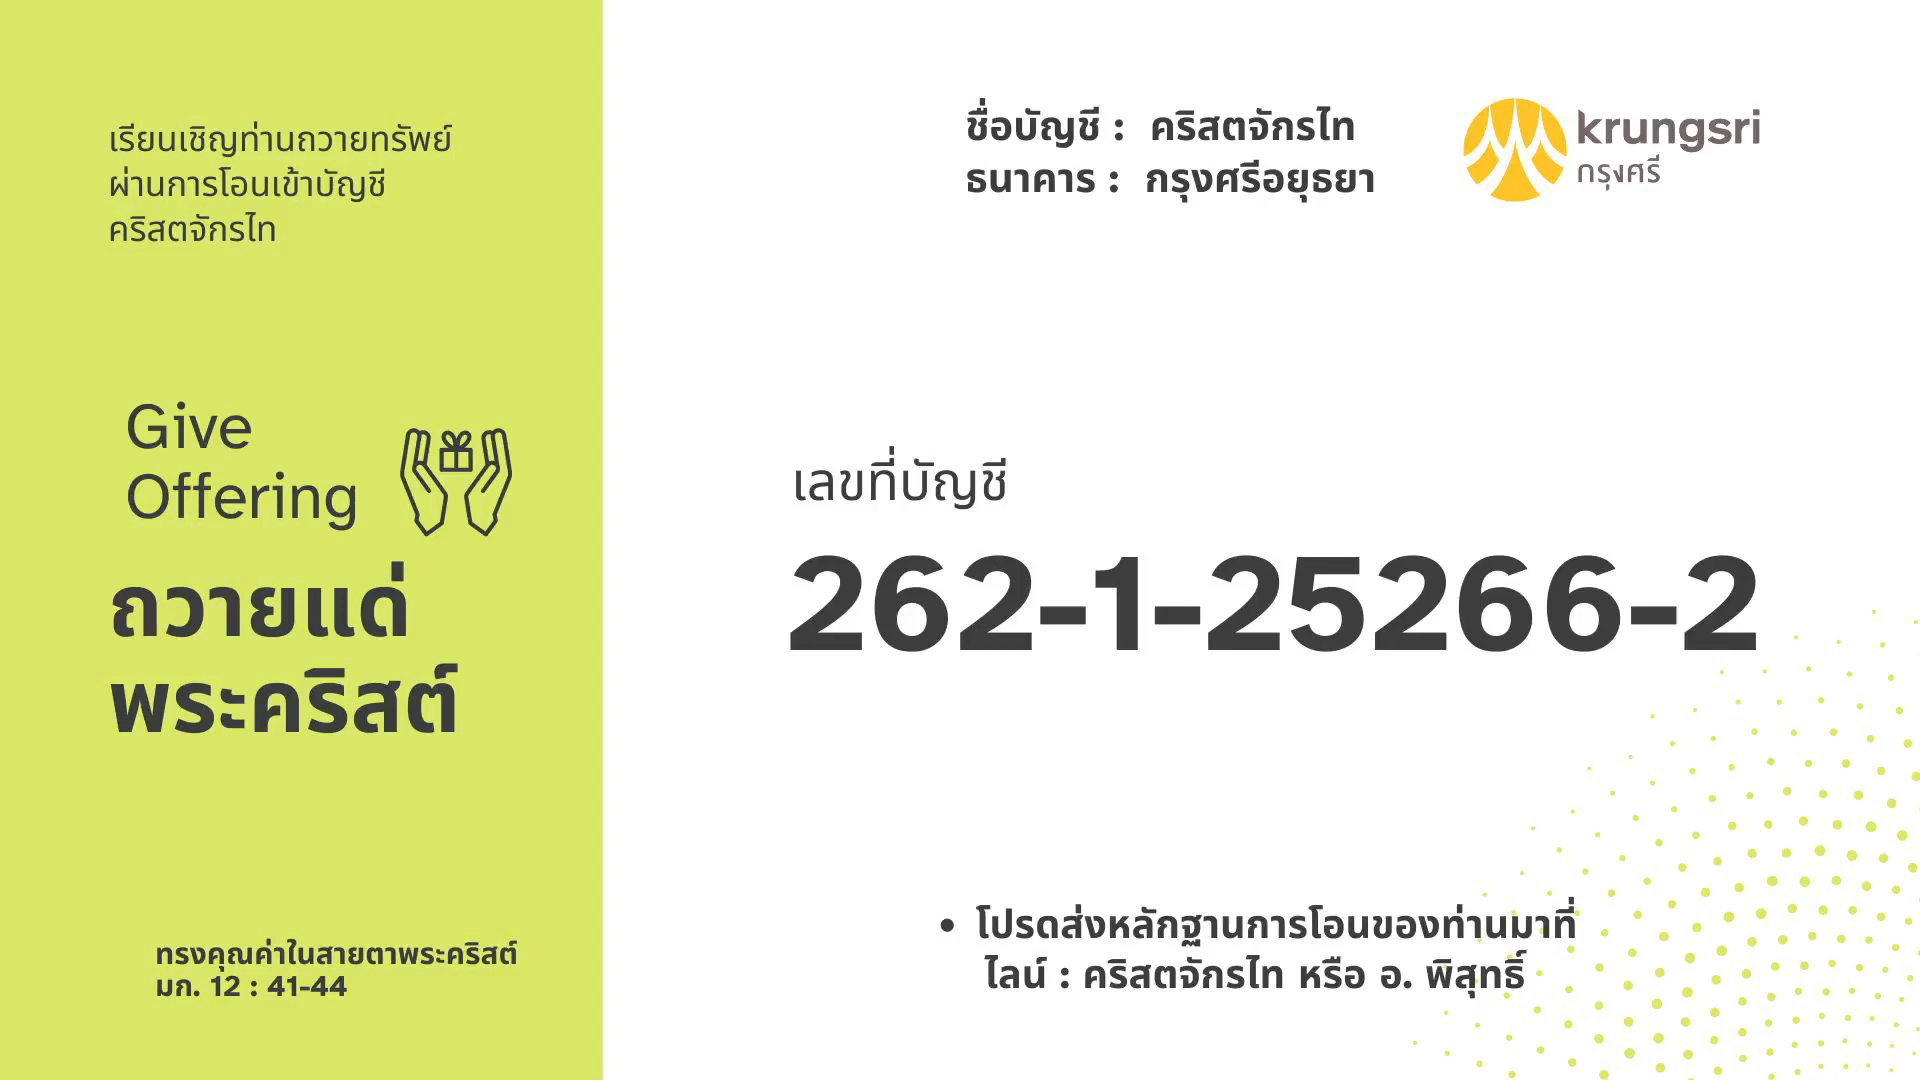 เรียนเชิญท่านถวายทรัพย์
ผ่านการโอนเข้าบัญชี
คริสตจักรไท
Give
Offering
ถวายแด่
พระคริสต์
ทรงคุณค่าในสายตาพระคริสต์
มก. 12 : 41-44
ชื่อบัญชี : คริสตจักรไท
ธนาคาร : กรุงศรีอยุธยา
krungsri
กรุงศรี
เลขที่บัญชี
262-1-25266-2
• โปรดส่งหลักฐานการโอนของท่านมาที่
ไลน์ : คริสตจักรไท หรือ อ. พิสุทธิ์